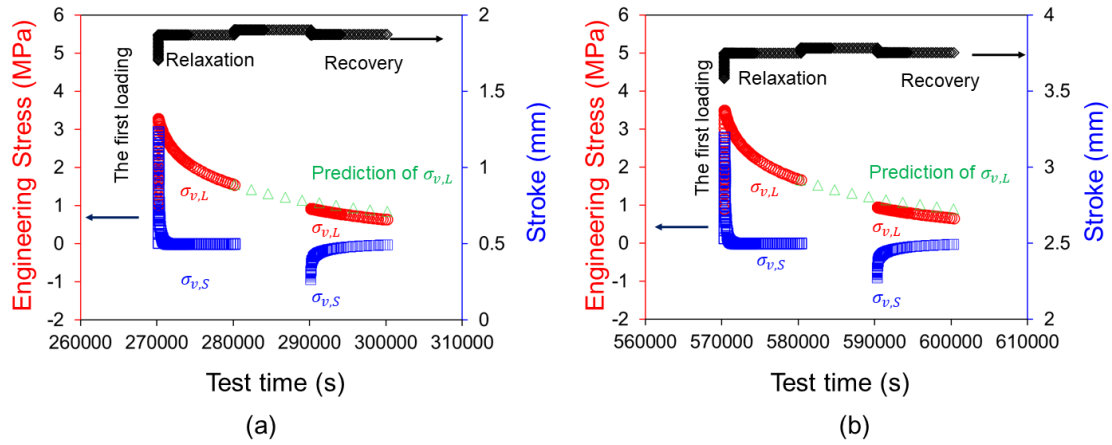 6
5
4
3
2
1
0
-1
-2
Engineering Stress (MPa)
The first loading
Relaxation
Recovery
Prediction of σv,L
σv,L
σv,L
σv,S
σv,S
2
1.5
1
0.5
0
Stroke (mm)
260000 270000 280000 290000 300000 310000
Test time (s)
(a)
6
5
4
3
2
1
0
-1
-2
Engineering Stress (MPa)
The first loading
Relaxation
Recovery
Prediction of σv,L
σv,L
σv,L
σv,S
σv,S
4
3.5
3
2.5
2
Stroke (mm)
560000 570000 580000 590000 600000 610000
Test time (s)
(b)